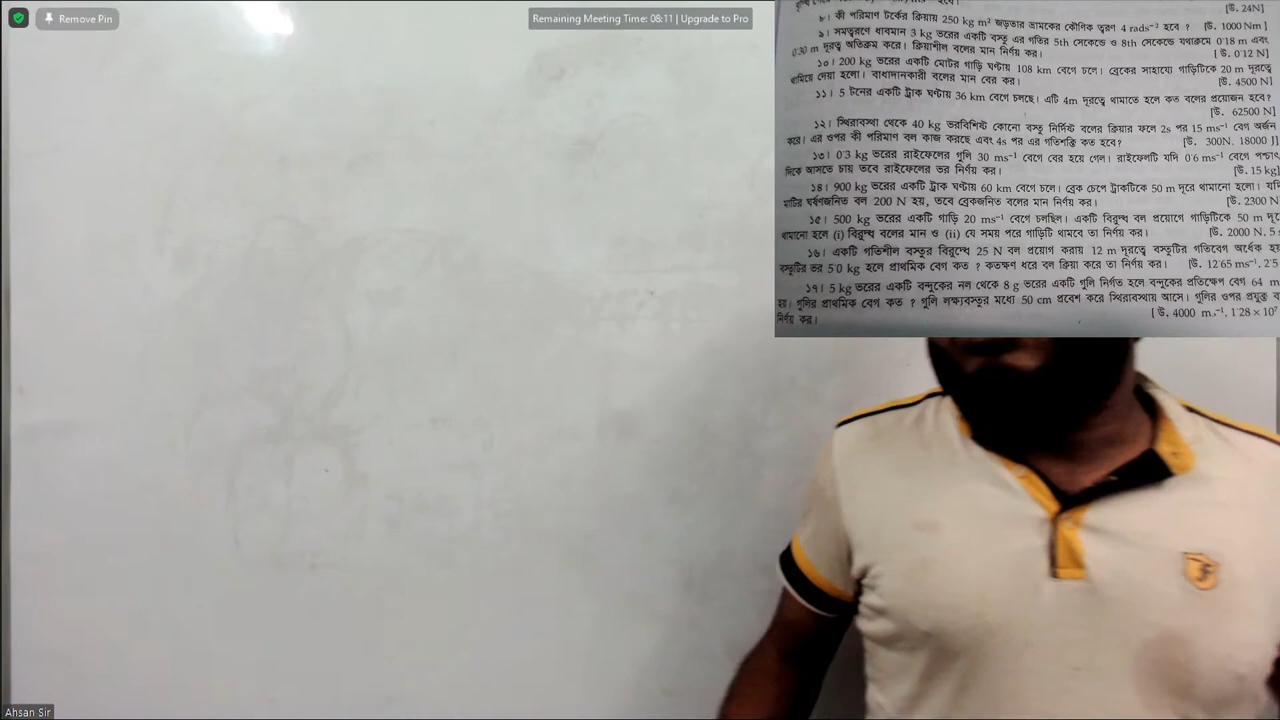 Remove Pin
Remaining Meeting Time: 08:11 | Upgrade to Pro
[উ. 24N]
৮। কী পরিমাণ টর্কের ক্রিয়ায় 250 kg m² জড়তার ভ্রামকের কৌণিক ত্বরণ 4 rads⁻² হবে ? [উ. 1000 Nm ]
৯। সমত্বরণে ধাবমান 3 kg ভরের একটি বস্তু এর গতির 5th সেকেন্ডে ও 8th সেকেন্ডে যথাক্রমে 0·18 m এবং
0·30 m দূরত্ব অতিক্রম করে। ক্রিয়াশীল বলের মান নির্ণয় কর। [ উ. 0·12 N]
১০। 200 kg ভরের একটি মোটর গাড়ি ঘণ্টায় 108 km বেগে চলে। ব্রেকের সাহায্যে গাড়িটিকে 20 m দূরত্বে
থামিয়ে দেয়া হলো। বাধাদানকারী বলের মান বের কর। [উ. 4500 N]
১১। 5 টনের একটি ট্রাক ঘণ্টায় 36 km বেগে চলছে। এটি 4m দূরত্বে থামাতে হলে কত বলের প্রয়োজন হবে?
[উ. 62500 N]
১২। স্থিরাবস্থা থেকে 40 kg ভরবিশিষ্ট কোনো বস্তু নির্দিষ্ট বলের ক্রিয়ার ফলে 2s পর 15 ms⁻¹ বেগ অর্জন
করে। এর ওপর কী পরিমাণ বল কাজ করছে এবং 4s পর এর গতিশক্তি কত হবে? [উ. 300N, 18000 J]
১৩। 0·3 kg ভরের রাইফেলের গুলি 30 ms⁻¹ বেগে বের হয়ে গেল। রাইফেলটি যদি 0·6 ms⁻¹ বেগে পশ্চাৎ
দিকে আসতে চায় তবে রাইফেলের ভর নির্ণয় কর। [উ. 15 kg]
১৪। 900 kg ভরের একটি ট্রাক ঘণ্টায় 60 km বেগে চলে। ব্রেক চেপে ট্রাকটিকে 50 m দূরে থামানো হলো। যদি
মাটির ঘর্ষণজনিত বল 200 N হয়, তবে ব্রেকজনিত বলের মান নির্ণয় কর। [উ. 2300 N
১৫। 500 kg ভরের একটি গাড়ি 20 ms⁻¹ বেগে চলছিল। একটি বিরুদ্ধ বল প্রয়োগে গাড়িটিকে 50 m দূ
থামানো হলে (i) বিরুদ্ধ বলের মান ও (ii) যে সময় পরে গাড়িটি থামবে তা নির্ণয় কর। [উ. 2000 N, 5
১৬। একটি গতিশীল বস্তুর বিরুদ্ধে 25 N বল প্রয়োগ করায় 12 m দূরত্বে বস্তুটির গতিবেগ অর্ধেক হয়
বস্তুটির ভর 5·0 kg হলে প্রাথমিক বেগ কত ? কতক্ষণ ধরে বল ক্রিয়া করে তা নির্ণয় কর। [উ. 12·65 ms⁻¹, 2·5
১৭। 5 kg ভরের একটি বন্দুকের নল থেকে 8 g ভরের একটি গুলি নির্গত হলে বন্দুকের প্রতিক্ষেপ বেগ 64 m
হয়। গুলির প্রাথমিক বেগ কত ? গুলি লক্ষ্যবস্তুর মধ্যে 50 cm প্রবেশ করে স্থিরাবস্থায় আসে। গুলির ওপর প্রযুক্ত
নির্ণয় কর। [ উ. 4000 m.⁻¹, 1·28 × 10⁷
Ahsan Sir